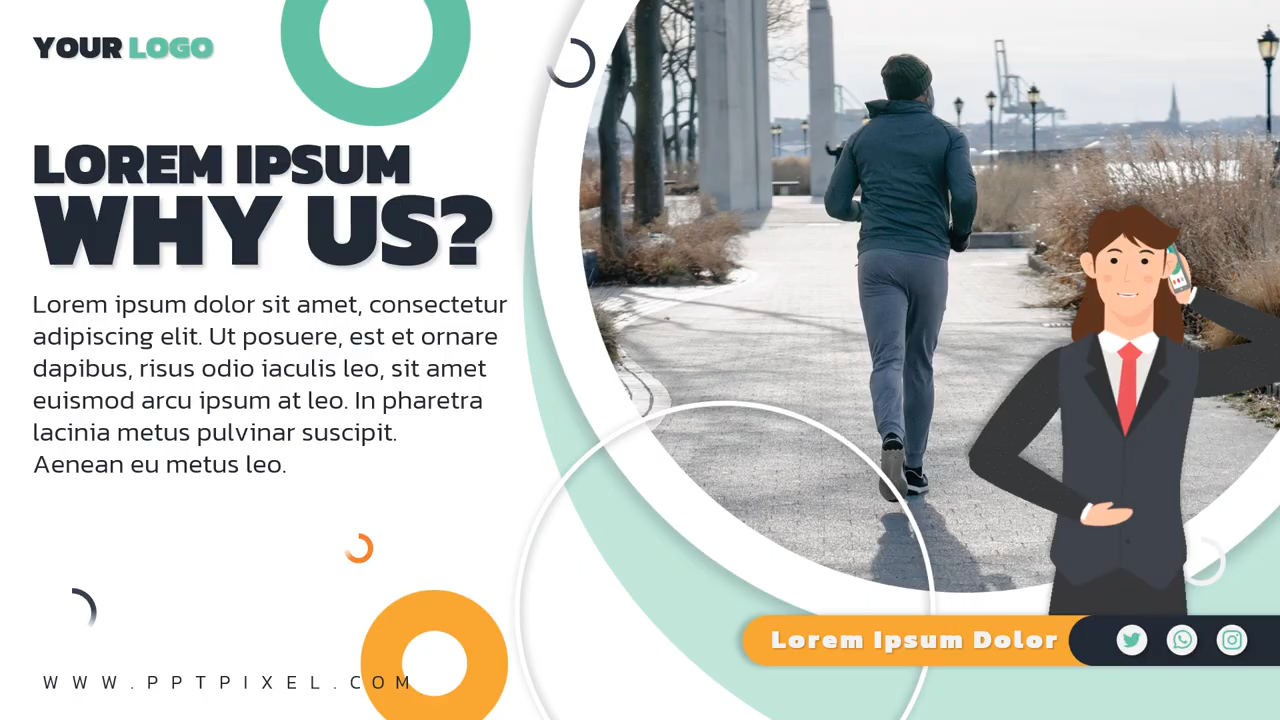 YOUR LOGO
LOREM IPSUM
WHY US?
Lorem ipsum dolor sit amet, consectetur
adipiscing elit. Ut posuere, est et ornare
dapibus, risus odio iaculis leo, sit amet
euismod arcu ipsum at leo. In pharetra
lacinia metus pulvinar suscipit.
Aenean eu metus leo.
WWW.PPTPIXEL.COM
Lorem Ipsum Dolor